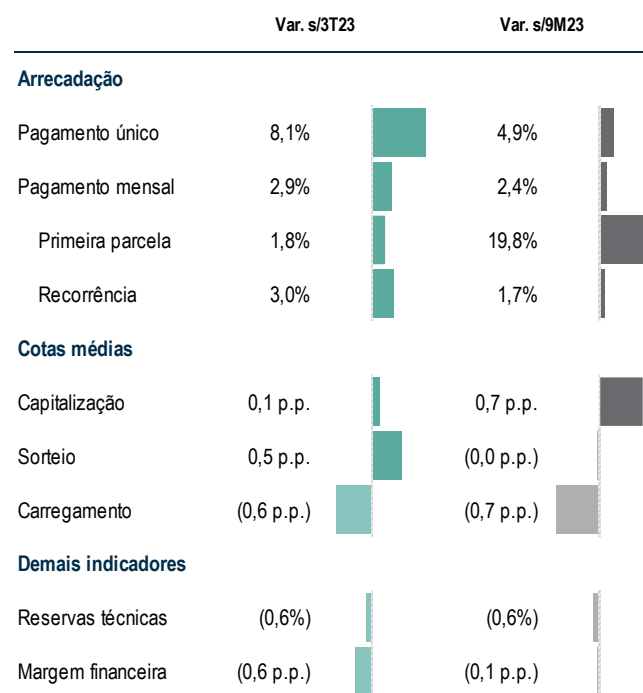 Var. s/3T23 Var. s/9M23
Arrecadação
Pagamento único 8,1% 4,9%
Pagamento mensal 2,9% 2,4%
Primeira parcela 1,8% 19,8%
Recorrência 3,0% 1,7%
Cotas médias
Capitalização 0,1 p.p. 0,7 p.p.
Sorteio 0,5 p.p. (0,0 p.p.)
Carregamento (0,6 p.p.) (0,7 p.p.)
Demais indicadores
Reservas técnicas (0,6%) (0,6%)
Margem financeira (0,6 p.p.) (0,1 p.p.)